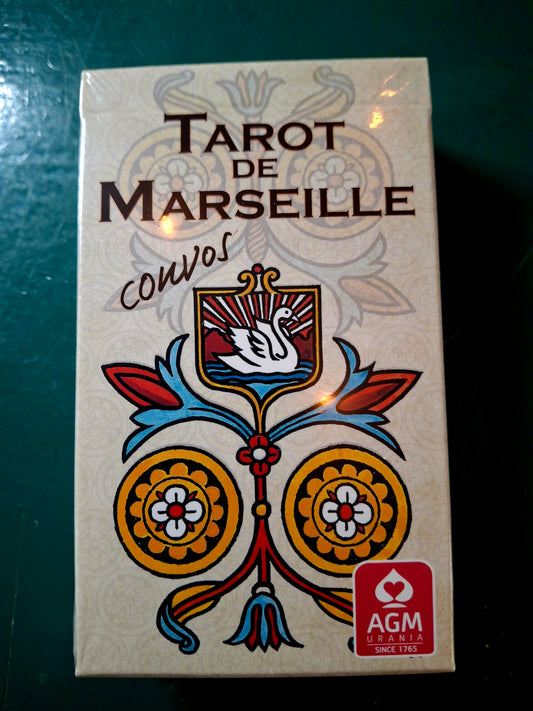 TAROT
DE
MARSEILLE
convos
AGM
URANIA
SINCE 1765